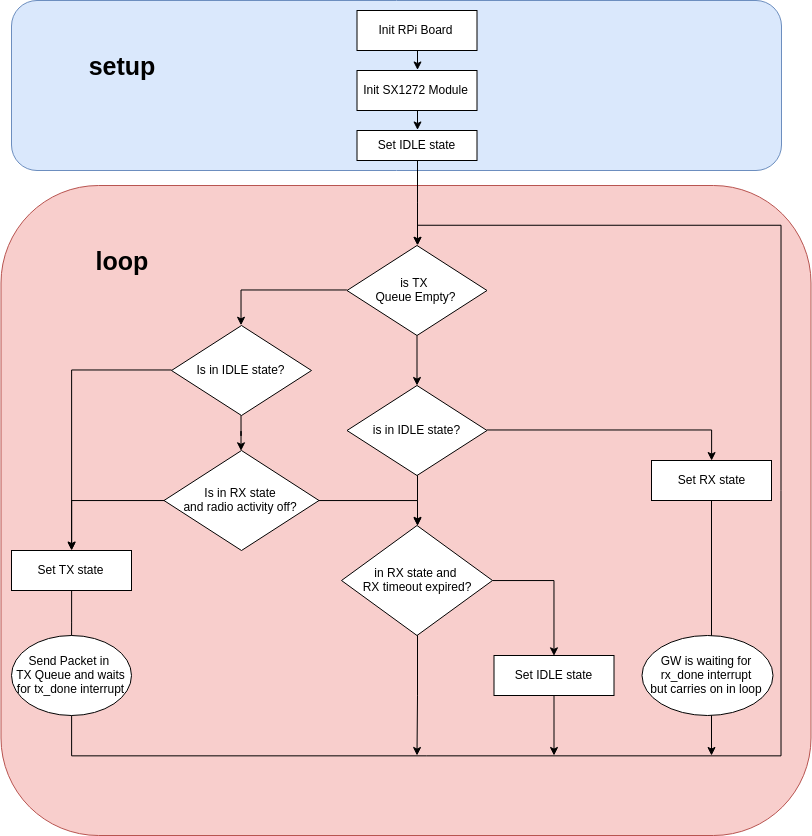 setup
Init RPi Board
Init SX1272 Module
Set IDLE state
loop
is TX
Queue Empty?
Is in IDLE state?
is in IDLE state?
Set RX state
Is in RX state
and radio activity off?
Set TX state
in RX state and
RX timeout expired?
Send Packet in
TX Queue and waits
for tx_done interrupt
Set IDLE state
GW is waiting for
rx_done interrupt
but carries on in loop